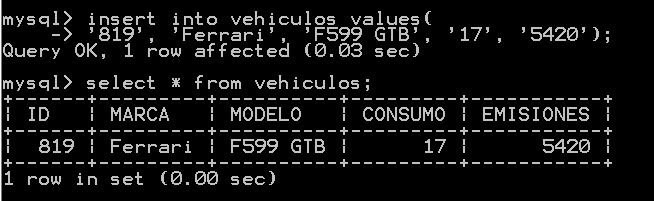 mysql> insert into vehiculos values(
    -> '819', 'Ferrari', 'F599 GTB', '17', '5420');
Query OK, 1 row affected (0.03 sec)
mysql> select * from vehiculos;
+-----+---------+----------+---------+-----------+
| ID  | MARCA   | MODELO   | CONSUMO | EMISIONES |
+-----+---------+----------+---------+-----------+
| 819 | Ferrari | F599 GTB |      17 |      5420 |
+-----+---------+----------+---------+-----------+
1 row in set (0.00 sec)